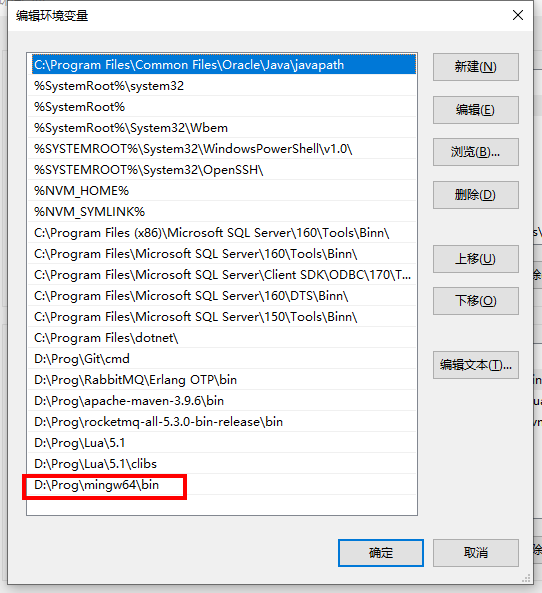 编辑环境变量
C:\Program Files\Common Files\Oracle\Java\javapath
%SystemRoot%\system32
%SystemRoot%
%SystemRoot%\System32\Wbem
%SYSTEMROOT%\System32\WindowsPowerShell\v1.0\
%SYSTEMROOT%\System32\OpenSSH\
%NVM_HOME%
%NVM_SYMLINK%
C:\Program Files (x86)\Microsoft SQL Server\160\Tools\Binn\
C:\Program Files\Microsoft SQL Server\160\Tools\Binn\
C:\Program Files\Microsoft SQL Server\Client SDK\ODBC\170\T...
C:\Program Files\Microsoft SQL Server\160\DTS\Binn\
C:\Program Files\Microsoft SQL Server\150\Tools\Binn\
C:\Program Files\dotnet\
D:\Prog\Git\cmd
D:\Prog\RabbitMQ\Erlang OTP\bin
D:\Prog\apache-maven-3.9.6\bin
D:\Prog\rocketmq-all-5.3.0-bin-release\bin
D:\Prog\Lua\5.1
D:\Prog\Lua\5.1\clibs
D:\Prog\mingw64\bin
新建(N)
编辑(E)
浏览(B)...
删除(D)
上移(U)
下移(O)
编辑文本(T)...
确定
取消